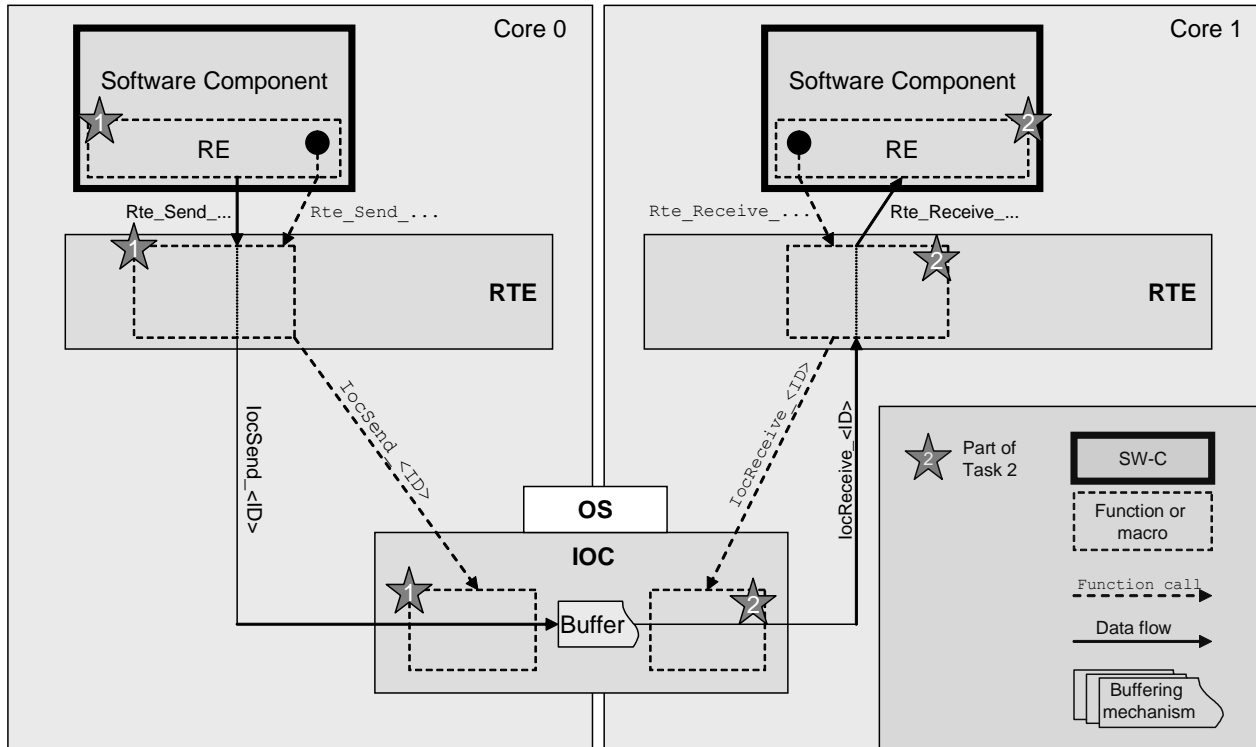 Core 0
Core 1
Software Component
1
RE
Software Component
2
RE
Rte_Send_...
Rte_Send_...
Rte_Receive_...
Rte_Receive_...
1
RTE
2
RTE
IocSend_<ID>
IocSend_<ID>
IocReceive_<ID>
IocReceive_<ID>
OS
IOC
1
Buffer
2
2
Part of
Task 2
SW-C
Function or
macro
Function call
Data flow
Buffering
mechanism